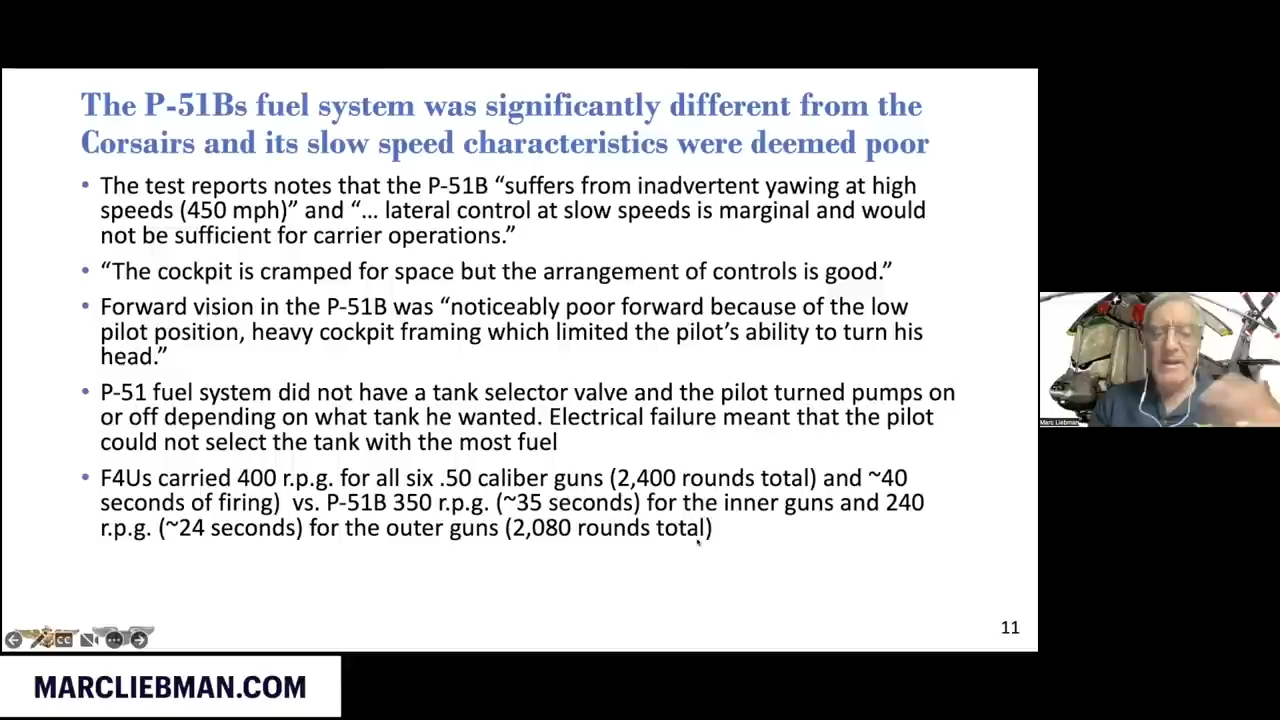 The P-51Bs fuel system was significantly different from the
Corsairs and its slow speed characteristics were deemed poor
• The test reports notes that the P-51B “suffers from inadvertent yawing at high
speeds (450 mph)” and “… lateral control at slow speeds is marginal and would
not be sufficient for carrier operations.”
• “The cockpit is cramped for space but the arrangement of controls is good.”
• Forward vision in the P-51B was “noticeably poor forward because of the low
pilot position, heavy cockpit framing which limited the pilot’s ability to turn his
head.”
• P-51 fuel system did not have a tank selector valve and the pilot turned pumps on
or off depending on what tank he wanted. Electrical failure meant that the pilot
could not select the tank with the most fuel
• F4Us carried 400 r.p.g. for all six .50 caliber guns (2,400 rounds total) and ~40
seconds of firing) vs. P-51B 350 r.p.g. (~35 seconds) for the inner guns and 240
r.p.g. (~24 seconds) for the outer guns (2,080 rounds total)
Marc Liebman
11
CC
MARCLIEBMAN.COM